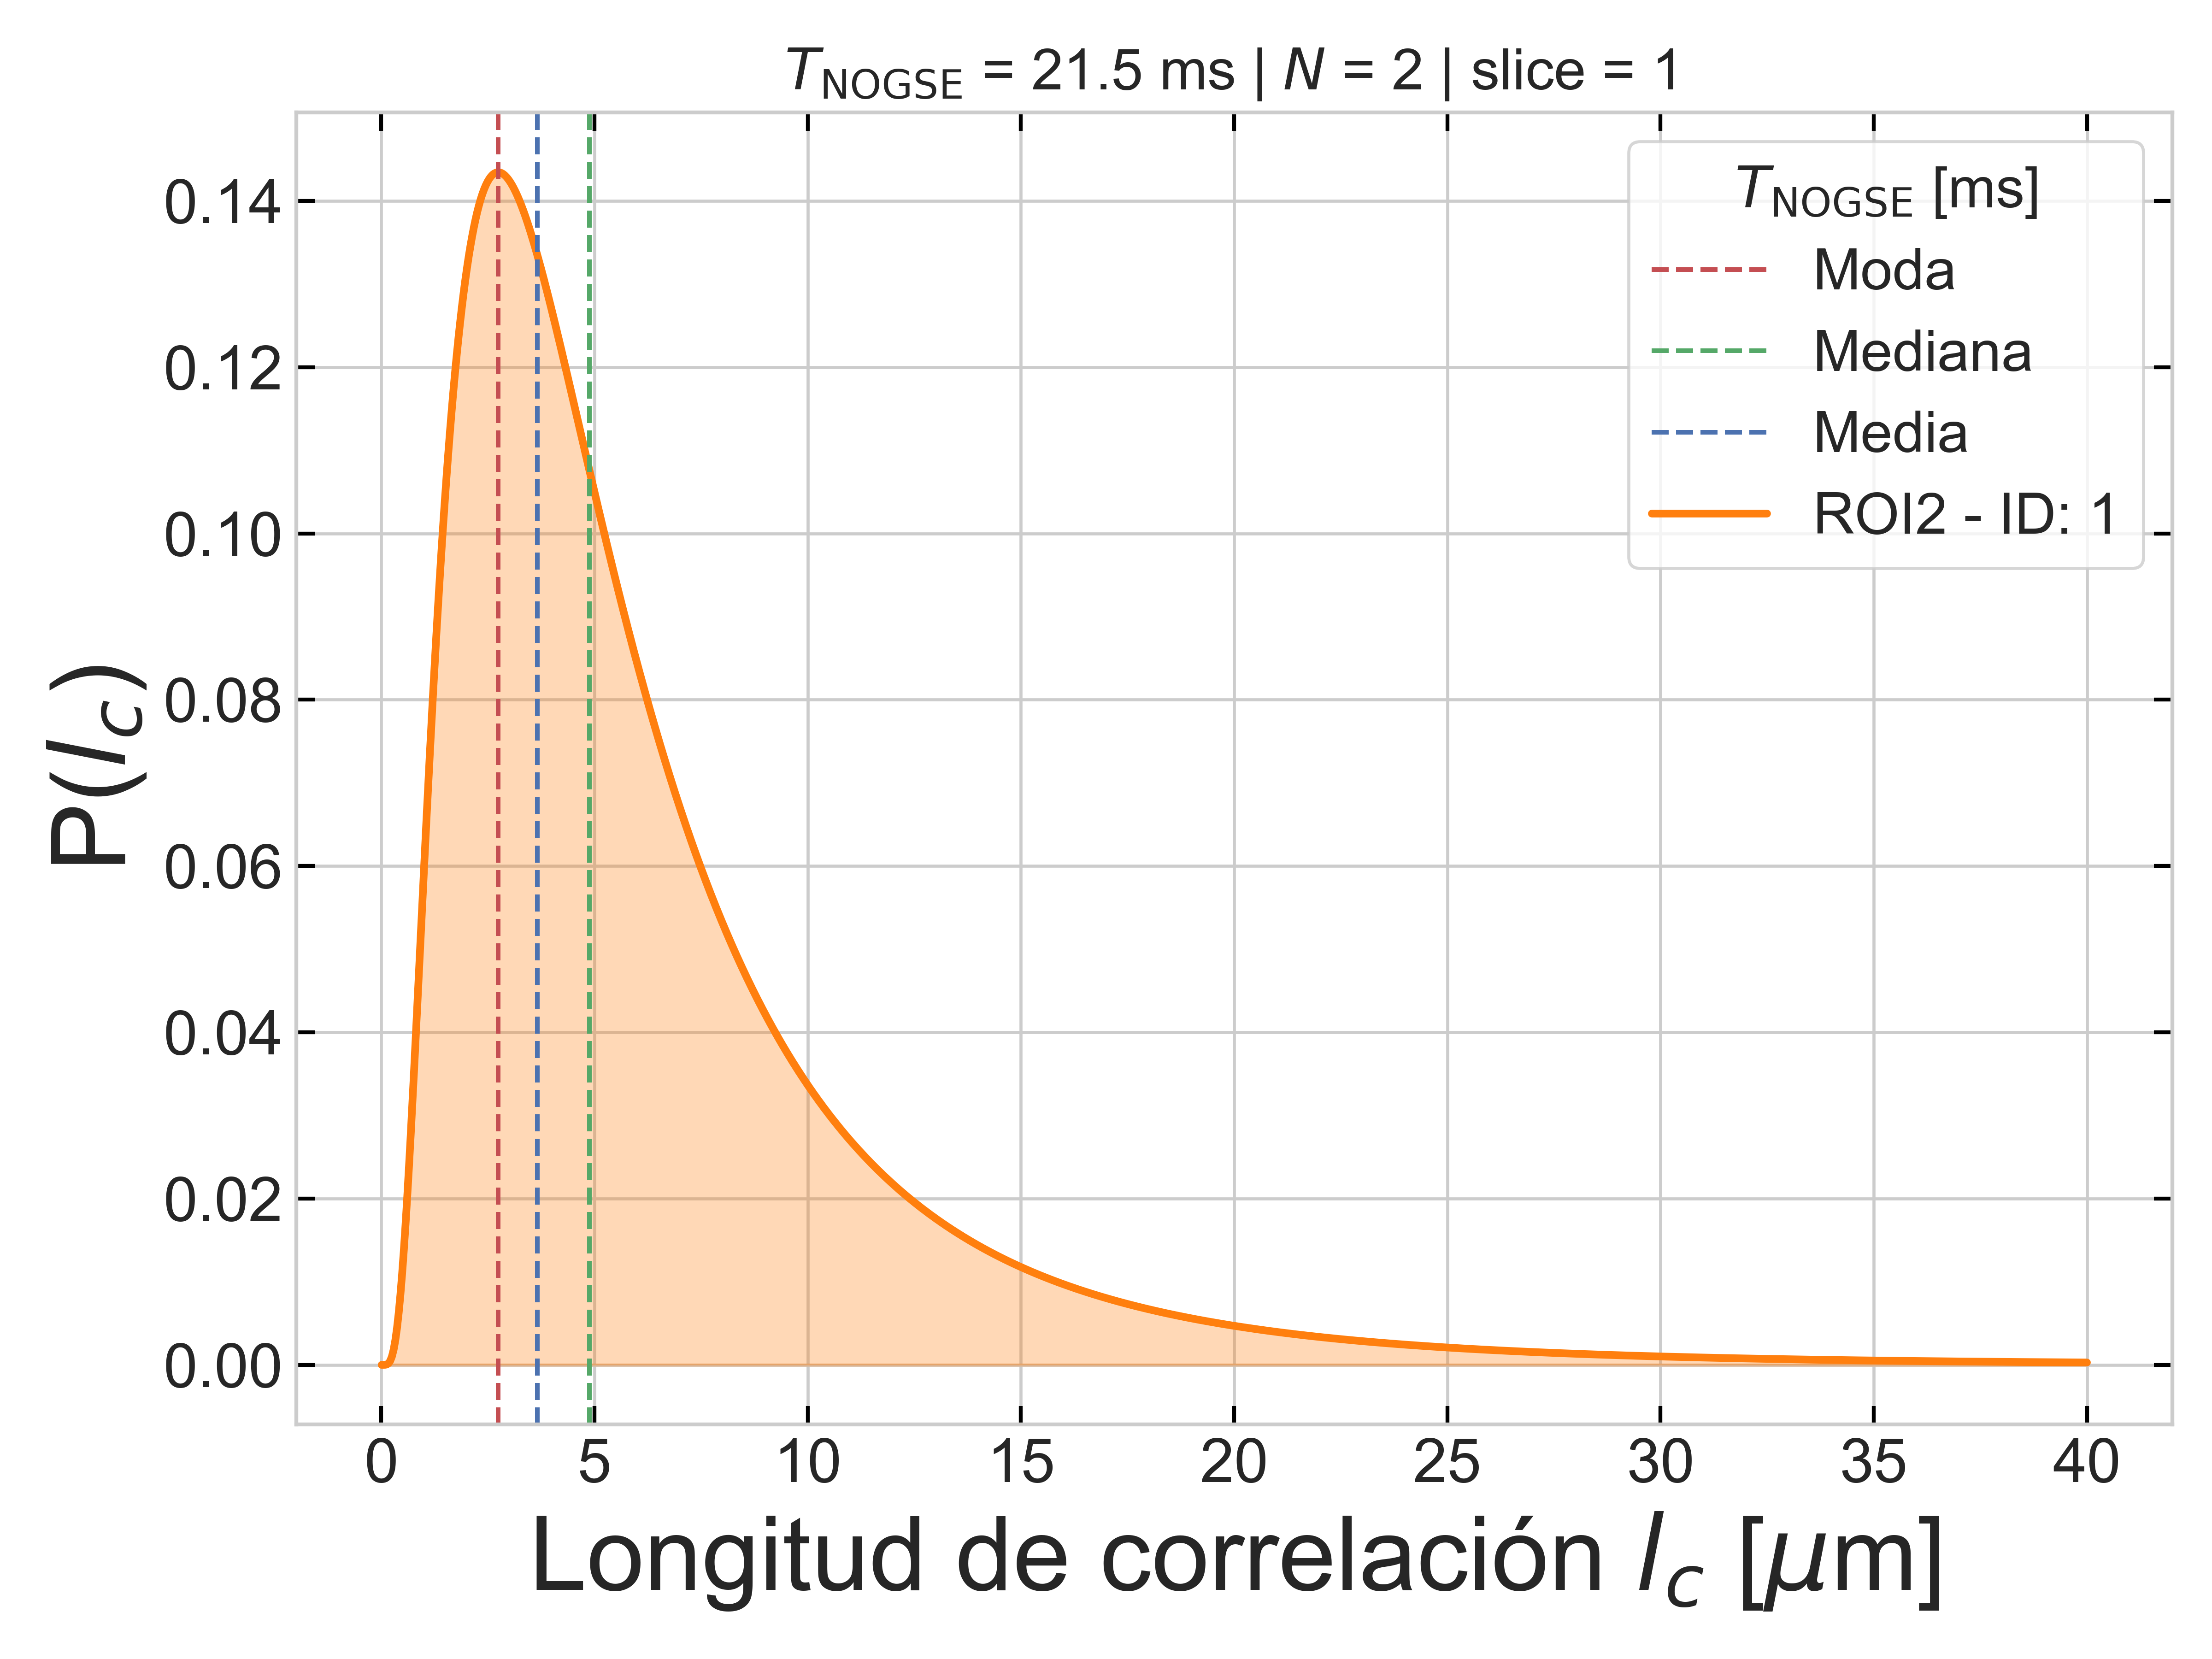 T_NOGSE = 21.5 ms | N = 2 | slice = 1
T_NOGSE [ms]
Moda
Mediana
Media
ROI2 - ID: 1
P(l_c)
0.14
0.12
0.10
0.08
0.06
0.04
0.02
0.00
0 5 10 15 20 25 30 35 40
Longitud de correlación l_c [μm]